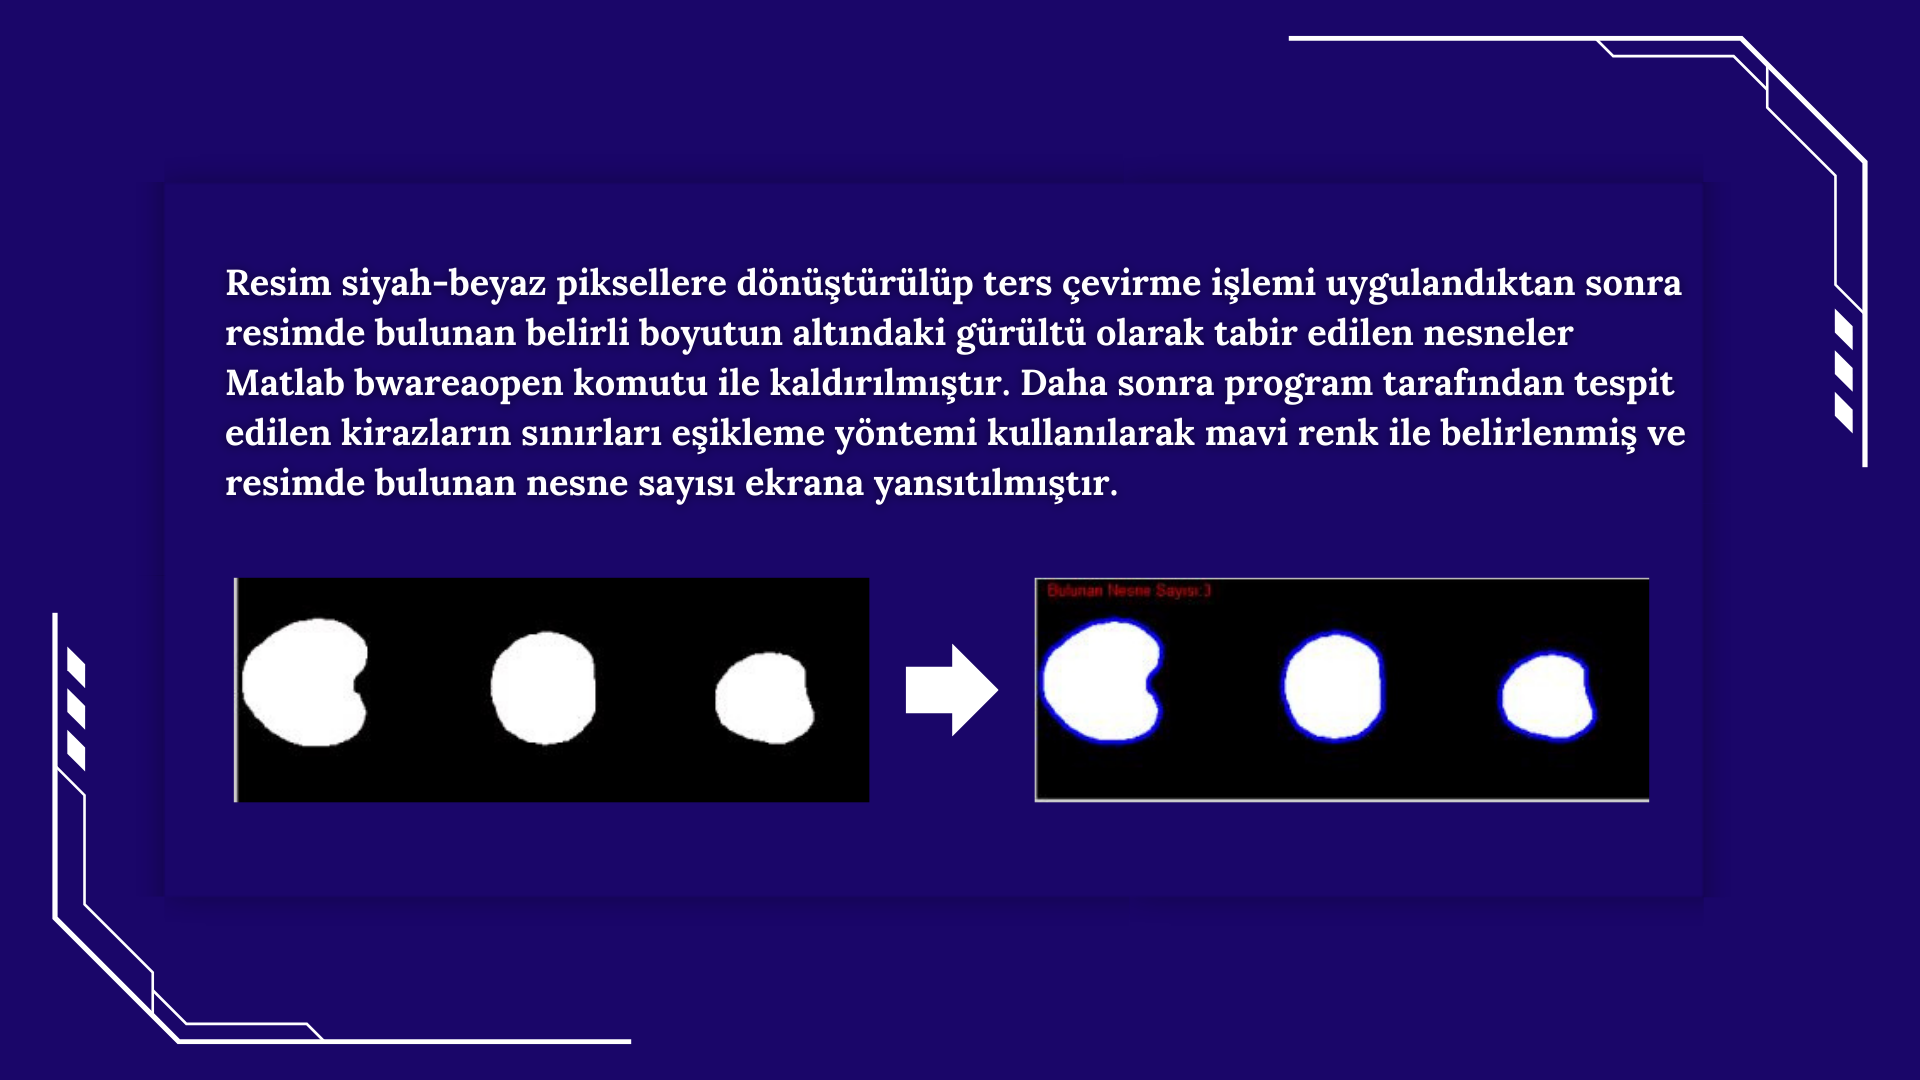 Resim siyah-beyaz piksellere dönüştürülüp ters çevirme işlemi uygulandıktan sonra
resimde bulunan belirli boyutun altındaki gürültü olarak tabir edilen nesneler
Matlab bwareaopen komutu ile kaldırılmıştır. Daha sonra program tarafından tespit
edilen kirazların sınırları eşikleme yöntemi kullanılarak mavi renk ile belirlenmiş ve
resimde bulunan nesne sayısı ekrana yansıtılmıştır.
Bulunan Nesne Sayısı:3